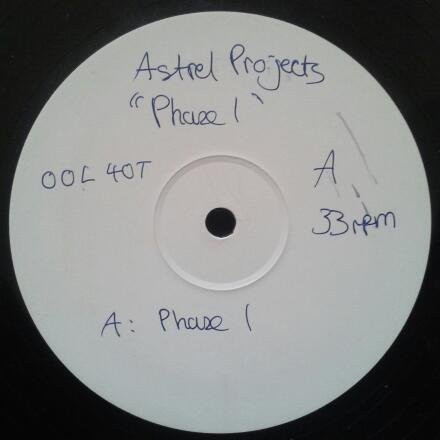 Astrel Projects
"Phase 1"
OOL 40T
A
33rpm
A: Phase 1